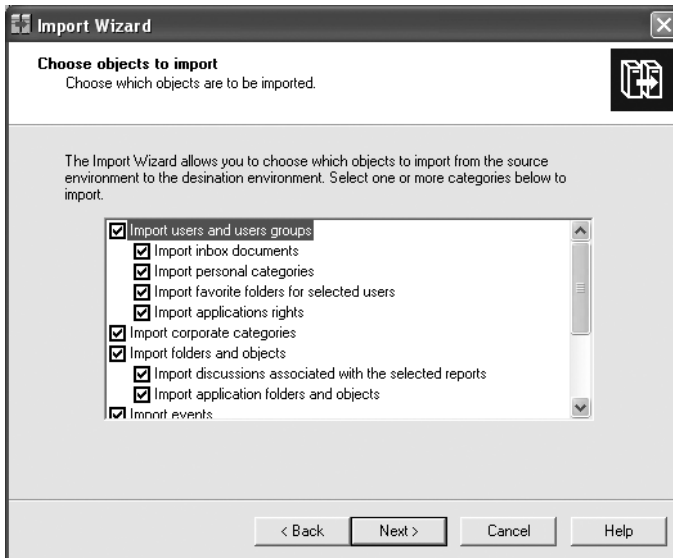 Import Wizard
Choose objects to import
Choose which objects are to be imported.
The Import Wizard allows you to choose which objects to import from the source
environment to the desination environment. Select one or more categories below to
import.
Import users and users groups
Import inbox documents
Import personal categories
Import favorite folders for selected users
Import applications rights
Import corporate categories
Import folders and objects
Import discussions associated with the selected reports
Import application folders and objects
Import events
< Back Next > Cancel Help